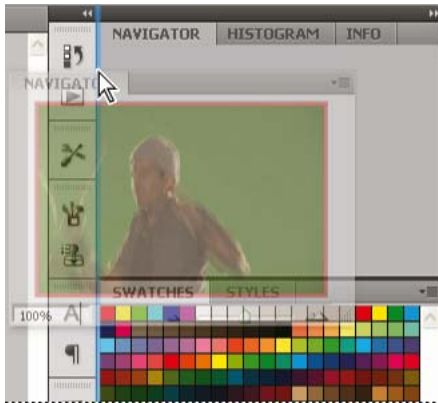 NAVIGATOR HISTOGRAM INFO
NAVIGATOR
SWATCHES STYLES
100%
A
¶